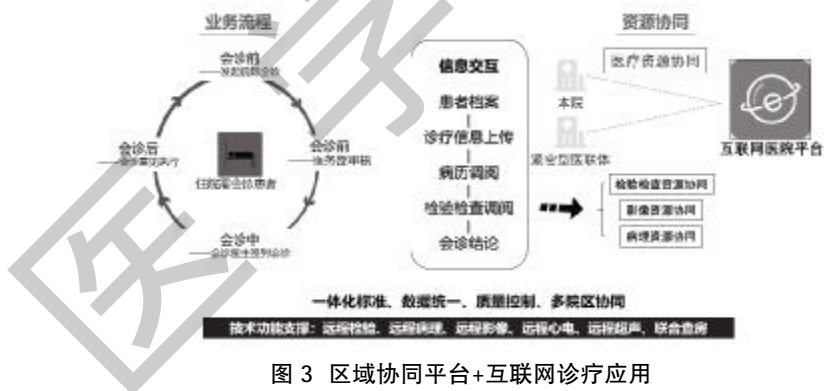 业务流程
资源协同
会诊前
发起院际会诊
会诊前
医务处审核
会诊中
会诊后
住院需会诊患者
信息交互
患者档案
诊疗信息上传
病历调阅
检验检查调阅
会诊结论
本院
紧密型医联体
医疗资源协同
互联网医院平台
检验检查资源协同
影像资源协同
病理资源协同
一体化标准、数据统一、质量控制、多院区协同
技术功能支撑：远程检验、远程病理、远程影像、远程心电、远程超声、联合查房
图 3 区域协同平台+互联网诊疗应用